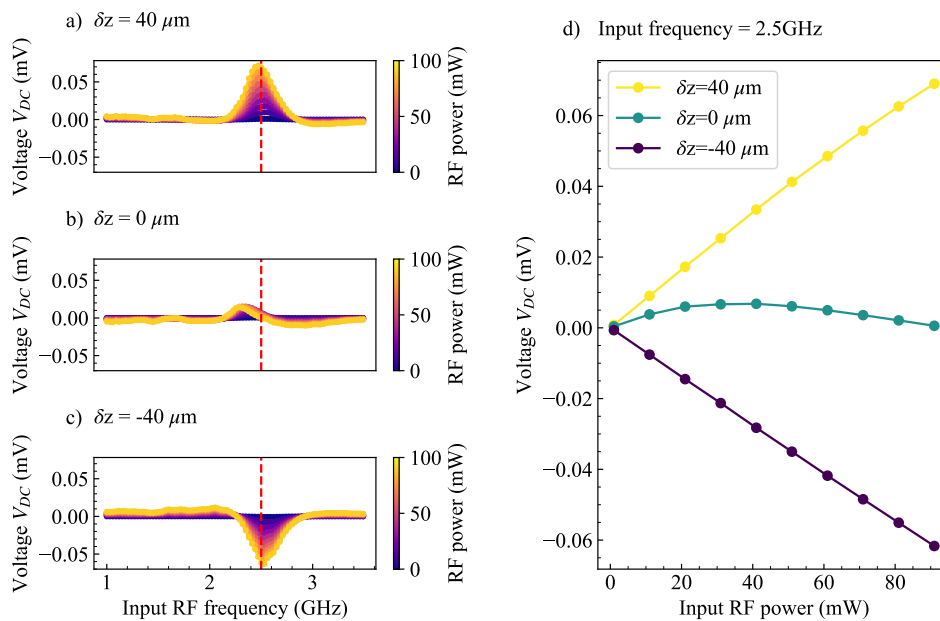 a) δz = 40 μm
0.05
0.00
−0.05
Voltage V_DC (mV)
100
50
0
RF power (mW)
b) δz = 0 μm
0.05
0.00
−0.05
Voltage V_DC (mV)
100
50
0
RF power (mW)
c) δz = -40 μm
0.05
0.00
−0.05
Voltage V_DC (mV)
100
50
0
RF power (mW)
1 2 3
Input RF frequency (GHz)
d) Input frequency = 2.5GHz
δz=40 μm
δz=0 μm
δz=-40 μm
0.06
0.04
0.02
0.00
−0.02
−0.04
−0.06
Voltage V_DC (mV)
0 20 40 60 80
Input RF power (mW)